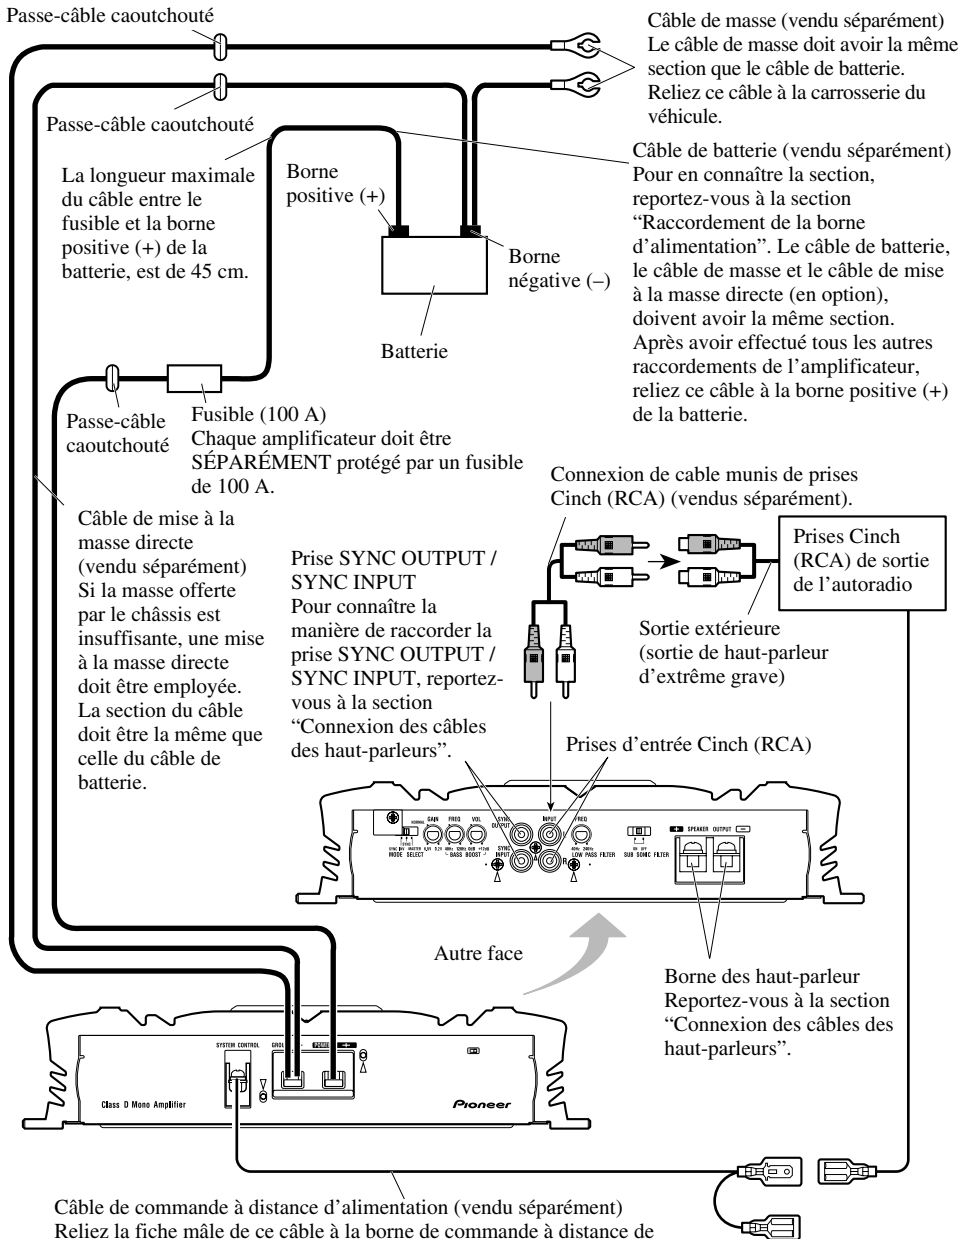 Passe-câble caoutchouté
Câble de masse (vendu séparément)
Le câble de masse doit avoir la même
section que le câble de batterie.
Reliez ce câble à la carrosserie du
véhicule.
Passe-câble caoutchouté
La longueur maximale
du câble entre le
fusible et la borne
positive (+) de la
batterie, est de 45 cm.
Borne
positive (+)
Borne
négative (–)
Batterie
Câble de batterie (vendu séparément)
Pour en connaître la section,
reportez-vous à la section
“Raccordement de la borne
d’alimentation”. Le câble de batterie,
le câble de masse et le câble de mise
à la masse directe (en option),
doivent avoir la même section.
Après avoir effectué tous les autres
raccordements de l’amplificateur,
reliez ce câble à la borne positive (+)
de la batterie.
Passe-câble
caoutchouté
Fusible (100 A)
Chaque amplificateur doit être
SÉPARÉMENT protégé par un fusible
de 100 A.
Câble de mise à la
masse directe
(vendu séparément)
Si la masse offerte
par le châssis est
insuffisante, une mise
à la masse directe
doit être employée.
La section du câble
doit être la même que
celle du câble de
batterie.
Connexion de cable munis de prises
Cinch (RCA) (vendus séparément).
Prises Cinch
(RCA) de sortie
de l’autoradio
Prise SYNC OUTPUT /
SYNC INPUT
Pour connaître la
manière de raccorder la
prise SYNC OUTPUT /
SYNC INPUT, reportez-
vous à la section
“Connexion des câbles
des haut-parleurs”.
Sortie extérieure
(sortie de haut-parleur
d’extrême grave)
Prises d’entrée Cinch (RCA)
NORMAL
GAIN FREQ VOL
SYNC
OUTPUT
INPUT
FREQ
SPEAKER OUTPUT
SYNC
INPUT
L
R
MODE SELECT
BASS BOOST
40Hz 240Hz
LOW PASS FILTER
ON OFF
SUB SONIC FILTER
Autre face
Borne des haut-parleur
Reportez-vous à la section
“Connexion des câbles des
haut-parleurs”.
SYSTEM CONTROL
POWER
Class D Mono Amplifier
Pioneer
Câble de commande à distance d’alimentation (vendu séparément)
Reliez la fiche mâle de ce câble à la borne de commande à distance de